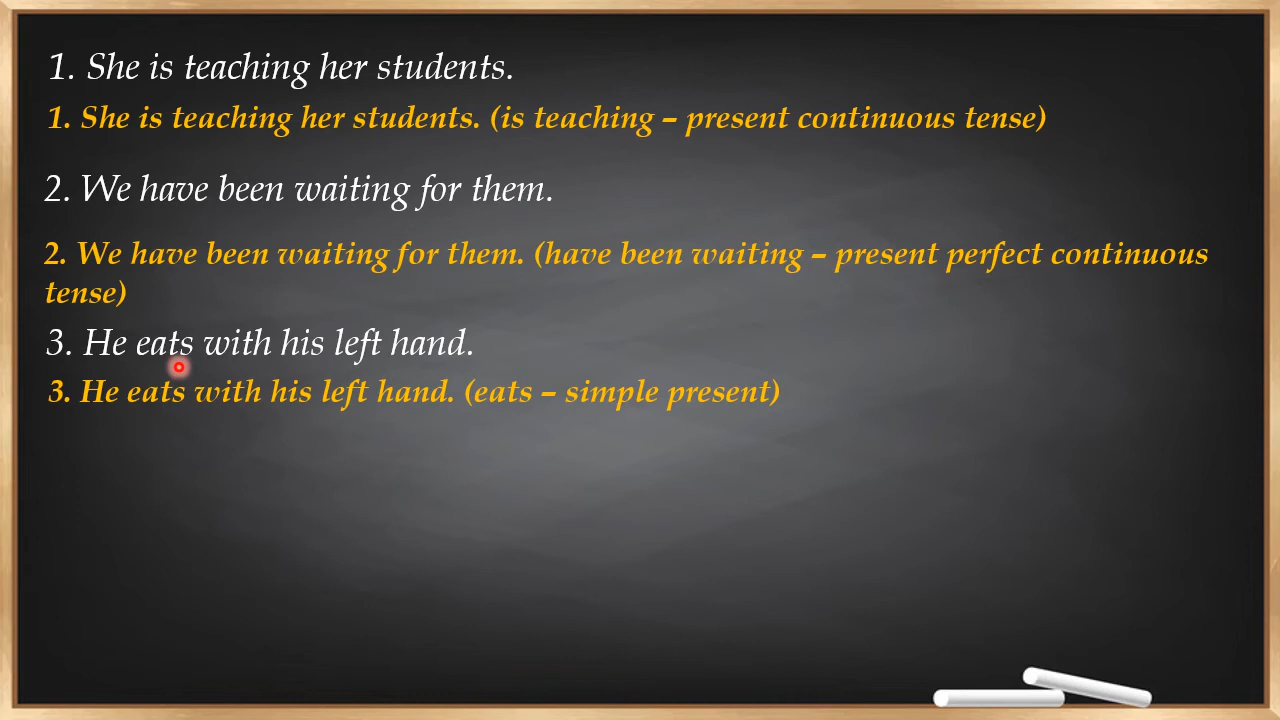 1. She is teaching her students.
1. She is teaching her students. (is teaching – present continuous tense)
2. We have been waiting for them.
2. We have been waiting for them. (have been waiting – present perfect continuous
tense)
3. He eats with his left hand.
3. He eats with his left hand. (eats – simple present)